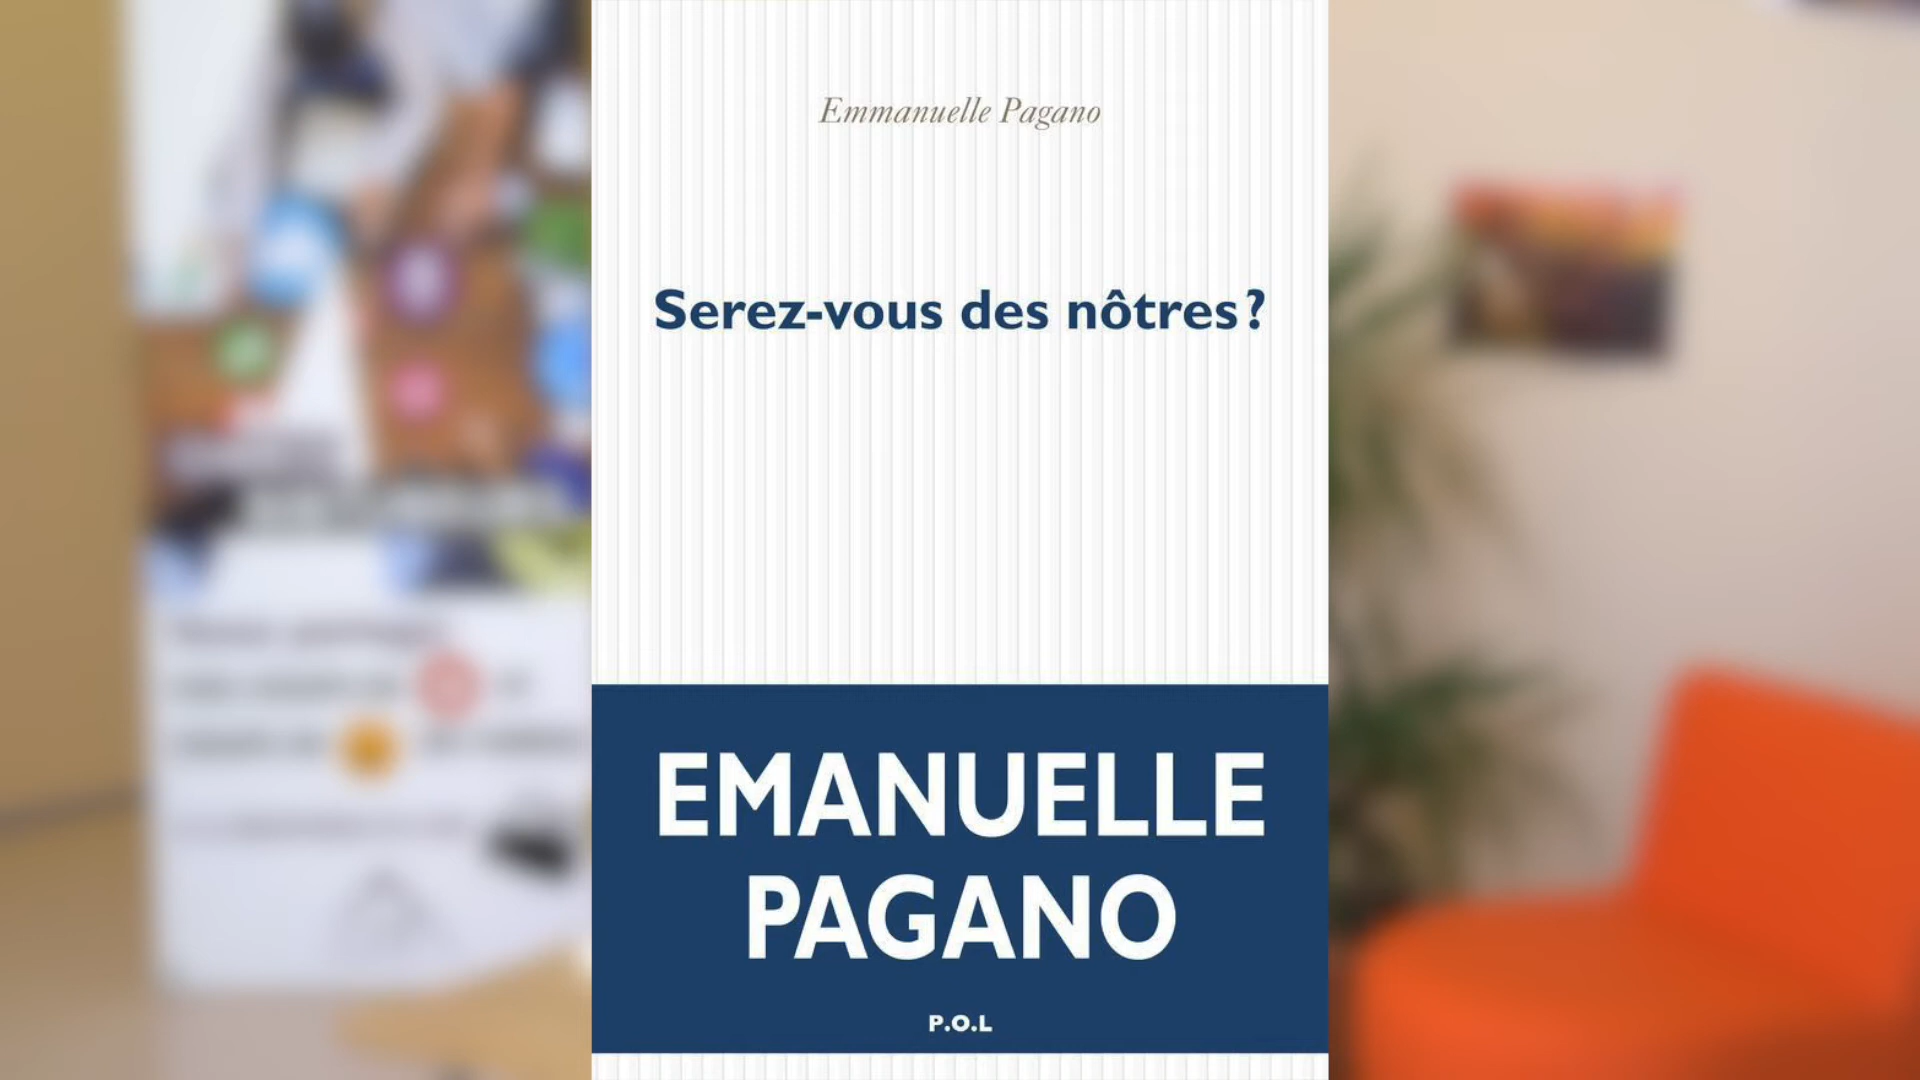 Emmanuelle Pagano
Serez-vous des nôtres ?
EMANUELLE
PAGANO
P.O.L